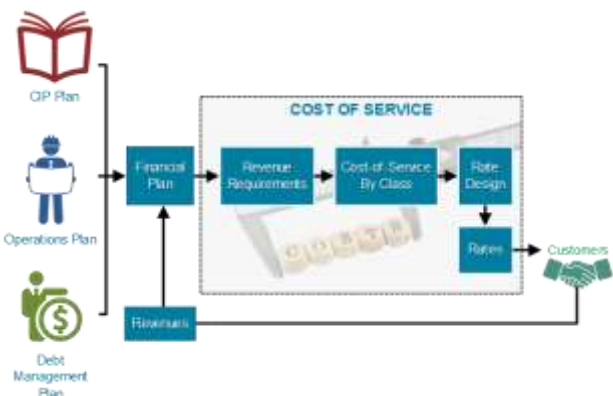 CIP Plan
COST OF SERVICE
Financial
Plan
Revenue
Requirements
Cost-of-Service
By Class
Rate
Design
Operations Plan
COSTS
Rates
Customers
Revenues
Debt
Management
Plan